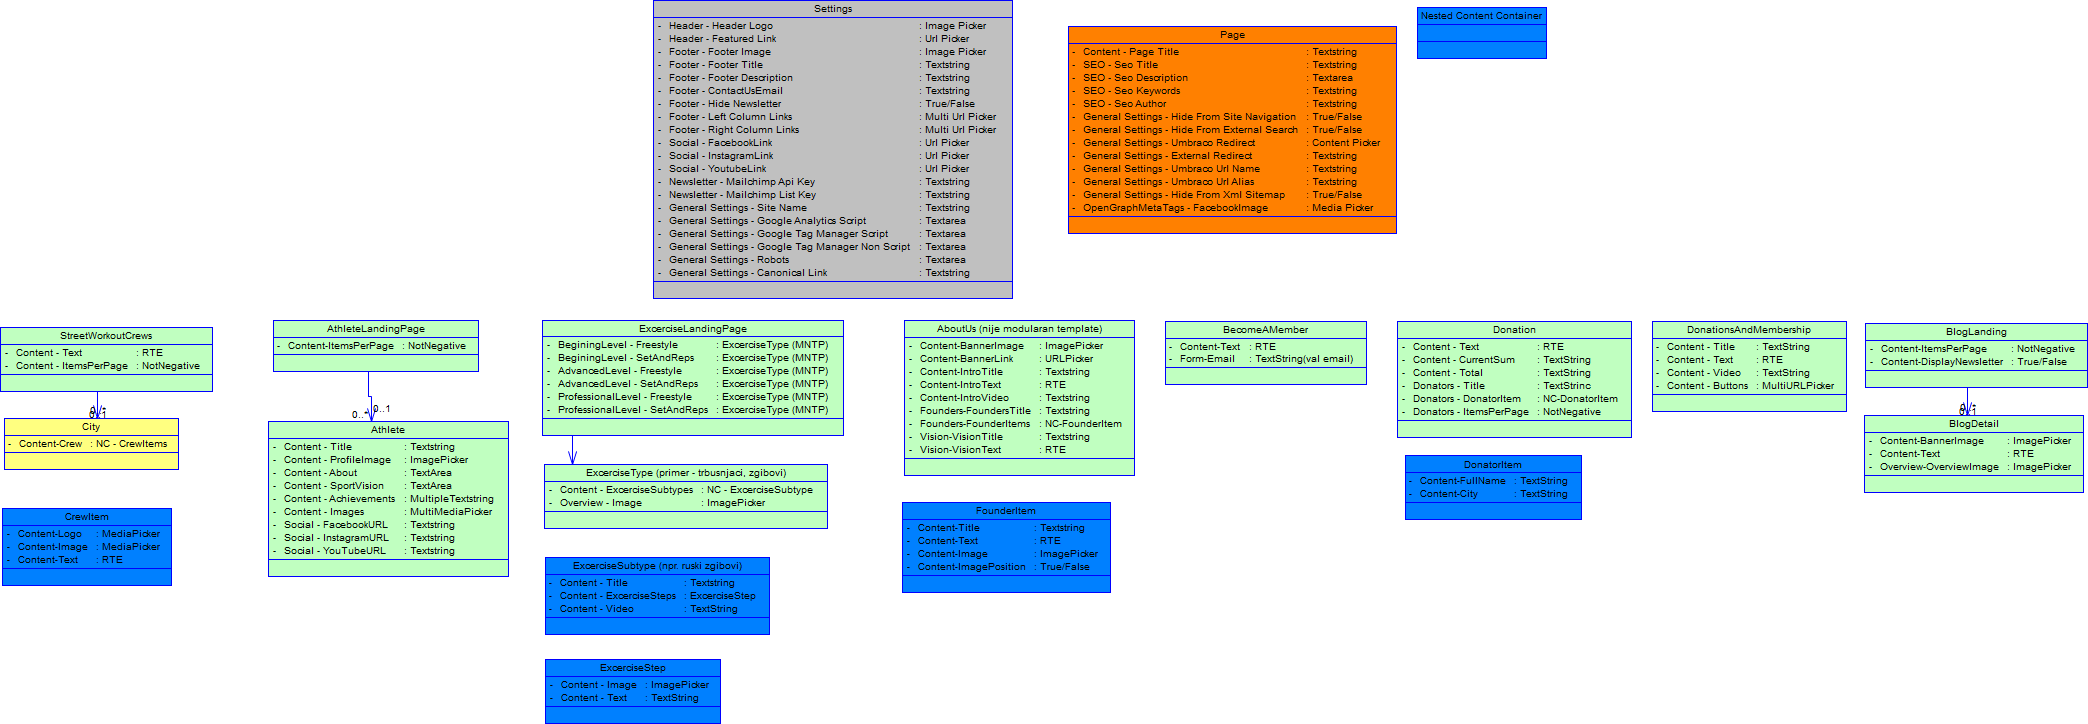 Settings
- Header - Header Logo : Image Picker
- Header - Featured Link : Url Picker
- Footer - Footer Image : Image Picker
- Footer - Footer Title : Textstring
- Footer - Footer Description : Textstring
- Footer - ContactUsEmail : Textstring
- Footer - Hide Newsletter : True/False
- Footer - Left Column Links : Multi Url Picker
- Footer - Right Column Links : Multi Url Picker
- Social - FacebookLink : Url Picker
- Social - InstagramLink : Url Picker
- Social - YoutubeLink : Url Picker
- Newsletter - Mailchimp Api Key : Textstring
- Newsletter - Mailchimp List Key : Textstring
- General Settings - Site Name : Textstring
- General Settings - Google Analytics Script : Textarea
- General Settings - Google Tag Manager Script : Textarea
- General Settings - Google Tag Manager Non Script : Textarea
- General Settings - Robots : Textarea
- General Settings - Canonical Link : Textstring
Page
- Content - Page Title : Textstring
- SEO - Seo Title : Textstring
- SEO - Seo Description : Textarea
- SEO - Seo Keywords : Textstring
- SEO - Seo Author : Textstring
- General Settings - Hide From Site Navigation : True/False
- General Settings - Hide From External Search : True/False
- General Settings - Umbraco Redirect : Content Picker
- General Settings - External Redirect : Textstring
- General Settings - Umbraco Url Name : Textstring
- General Settings - Umbraco Url Alias : Textstring
- General Settings - Hide From Xml Sitemap : True/False
- OpenGraphMetaTags - FacebookImage : Media Picker
Nested Content Container
StreetWorkoutCrews
- Content - Text : RTE
- Content - ItemsPerPage : NotNegative
City
- Content-Crew : NC - CrewItems
CrewItem
- Content-Logo : MediaPicker
- Content-Image : MediaPicker
- Content-Text : RTE
AthleteLandingPage
- Content-ItemsPerPage : NotNegative
0..* 0..1
Athlete
- Content - Title : Textstring
- Content - ProfileImage : ImagePicker
- Content - About : TextArea
- Content - SportVision : TextArea
- Content - Achievements : MultipleTextstring
- Content - Images : MultiMediaPicker
- Social - FacebookURL : Textstring
- Social - InstagramURL : Textstring
- Social - YouTubeURL : Textstring
ExcerciseLandingPage
- BeginingLevel - Freestyle : ExcerciseType (MNTP)
- BeginingLevel - SetAndReps : ExcerciseType (MNTP)
- AdvancedLevel - Freestyle : ExcerciseType (MNTP)
- AdvancedLevel - SetAndReps : ExcerciseType (MNTP)
- ProfessionalLevel - Freestyle : ExcerciseType (MNTP)
- ProfessionalLevel - SetAndReps : ExcerciseType (MNTP)
ExcerciseType (primer - trbusnjaci, zgibovi)
- Content - ExcerciseSubtypes : NC - ExcerciseSubtype
- Overview - Image : ImagePicker
ExcerciseSubtype (npr. ruski zgibovi)
- Content - Title : Textstring
- Content - ExcerciseSteps : ExcerciseStep
- Content - Video : TextString
ExcerciseStep
- Content - Image : ImagePicker
- Content - Text : TextString
AboutUs (nije modularan template)
- Content-BannerImage : ImagePicker
- Content-BannerLink : URLPicker
- Content-IntroTitle : Textstring
- Content-IntroText : RTE
- Content-IntroVideo : Textstring
- Founders-FoundersTitle : Textstring
- Founders-FounderItems : NC-FounderItem
- Vision-VisionTitle : Textstring
- Vision-VisionText : RTE
FounderItem
- Content-Title : Textstring
- Content-Text : RTE
- Content-Image : ImagePicker
- Content-ImagePosition : True/False
BecomeAMember
- Content-Text : RTE
- Form-Email : TextString(val email)
Donation
- Content - Text : RTE
- Content - CurrentSum : TextString
- Content - Total : TextString
- Donators - Title : TextStrinc
- Donators - DonatorItem : NC-DonatorItem
- Donators - ItemsPerPage : NotNegative
DonatorItem
- Content-FullName : TextString
- Content-City : TextString
DonationsAndMembership
- Content - Title : TextString
- Content - Text : RTE
- Content - Video : TextString
- Content - Buttons : MultiURLPicker
BlogLanding
- Content-ItemsPerPage : NotNegative
- Content-DisplayNewsletter : True/False
BlogDetail
- Content-BannerImage : ImagePicker
- Content-Text : RTE
- Overview-OverviewImage : ImagePicker